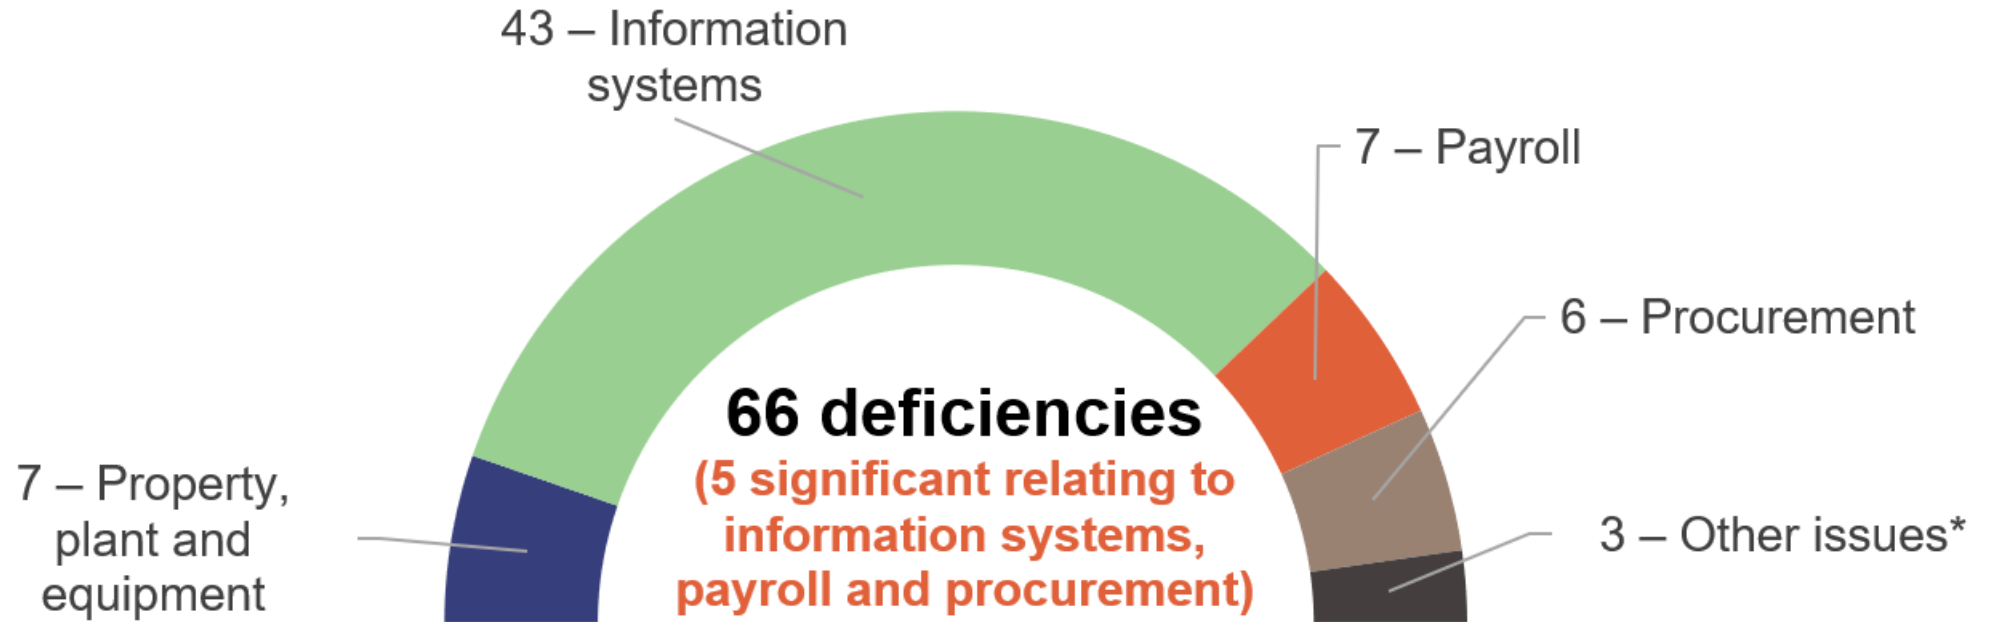 43 – Information
systems
7 – Payroll
6 – Procurement
66 deficiencies
(5 significant relating to
information systems,
payroll and procurement)
7 – Property,
plant and
equipment
3 – Other issues*